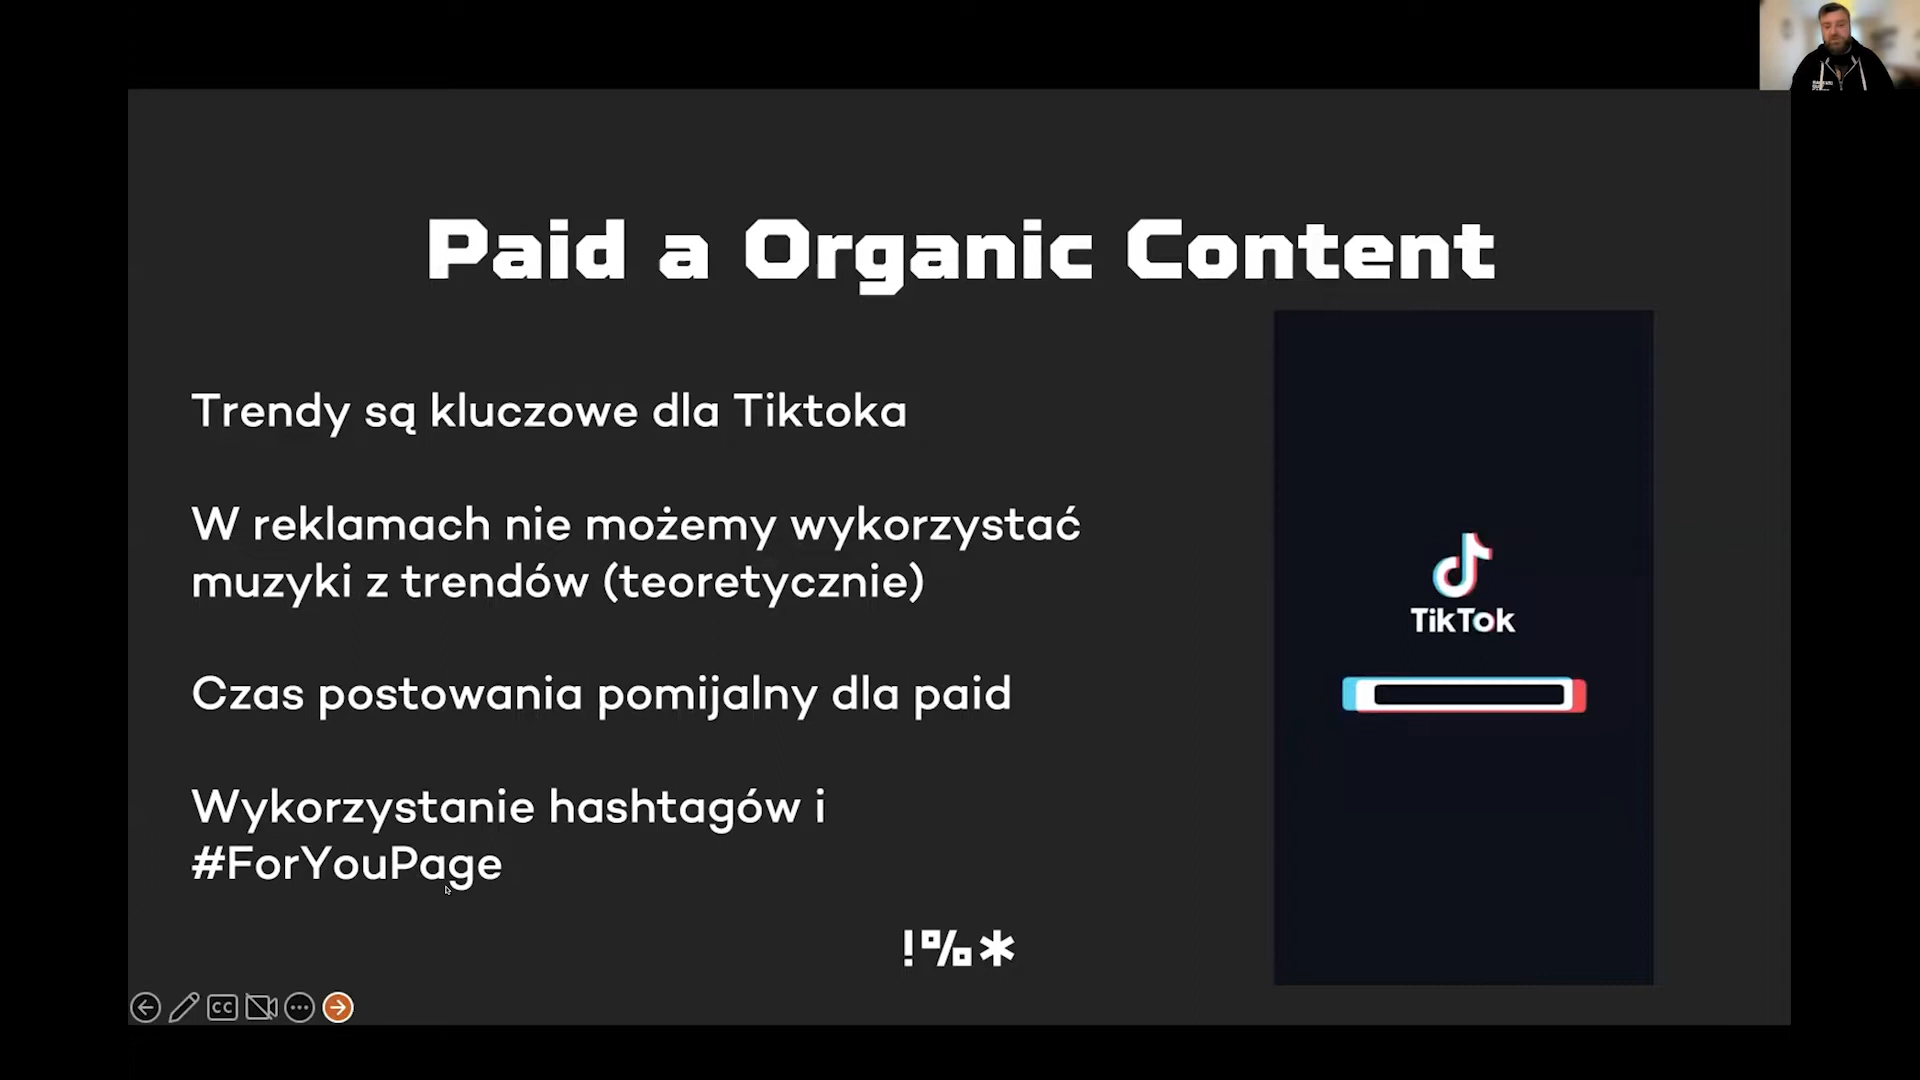 Paid a Organic Content
Trendy są kluczowe dla Tiktoka
W reklamach nie możemy wykorzystać
muzyki z trendów (teoretycznie)
Czas postowania pomijalny dla paid
Wykorzystanie hashtagów i
#ForYouPage
TikTok
!%*
CC